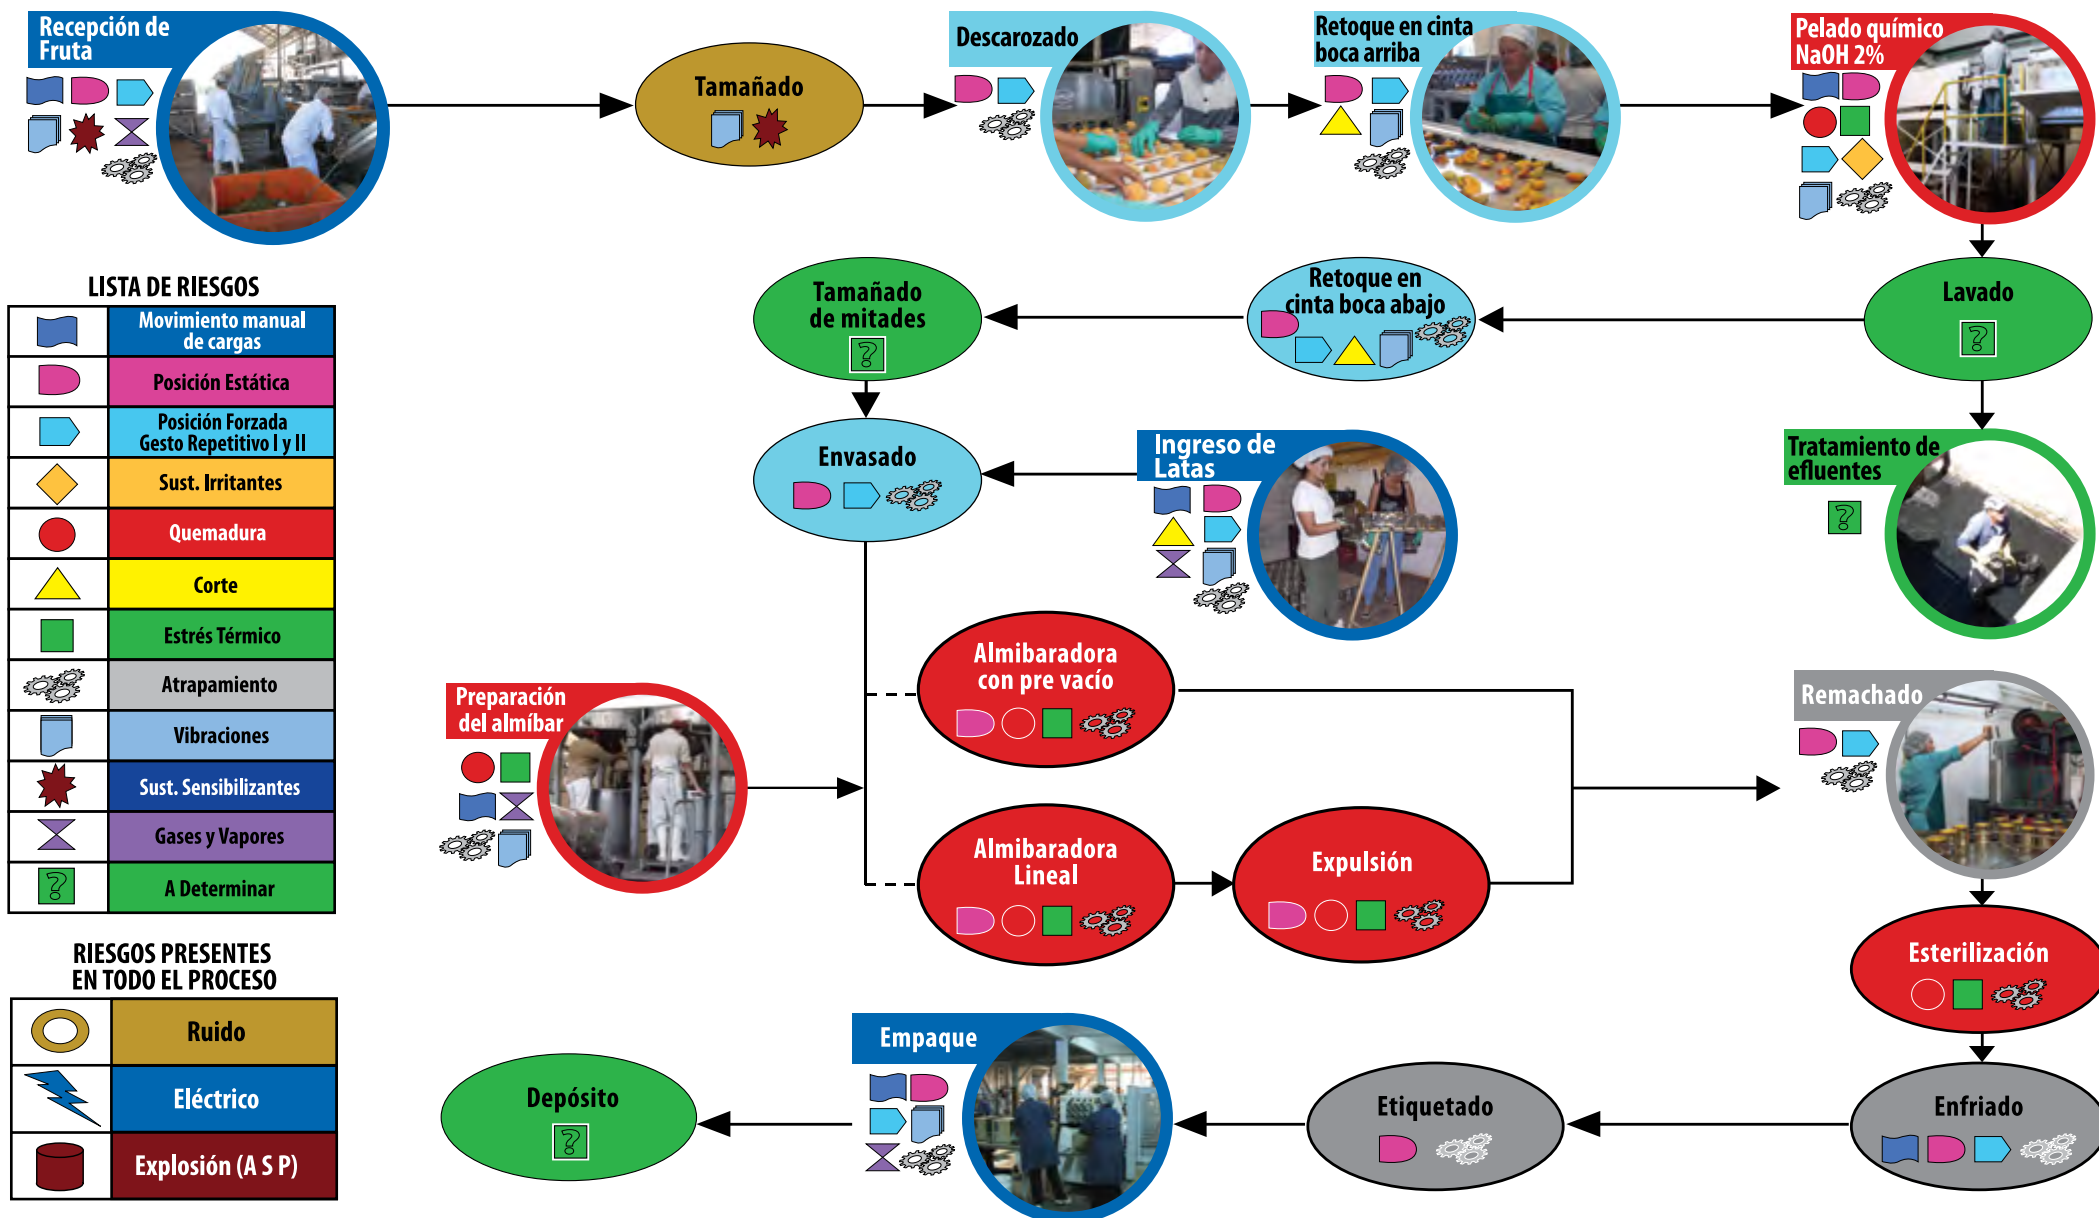 Recepción de
Fruta
Tamañado
Descarozado
Retoque en cinta
boca arriba
Pelado químico
NaOH 2%
LISTA DE RIESGOS
Movimiento manual
de cargas
Posición Estática
Posición Forzada
Gesto Repetitivo I y II
Sust. Irritantes
Quemadura
Corte
Estrés Térmico
Atrapamiento
Vibraciones
Sust. Sensibilizantes
Gases y Vapores
?
A Determinar
RIESGOS PRESENTES
EN TODO EL PROCESO
Ruido
Eléctrico
Explosión (A S P)
Tamañado
de mitades
?
Retoque en
cinta boca abajo
Lavado
?
Envasado
Ingreso de
Latas
Tratamiento de
efluentes
?
Preparación
del almíbar
Almibaradora
con pre vacío
Almibaradora
Lineal
Expulsión
Remachado
Esterilización
Depósito
?
Empaque
Etiquetado
Enfriado